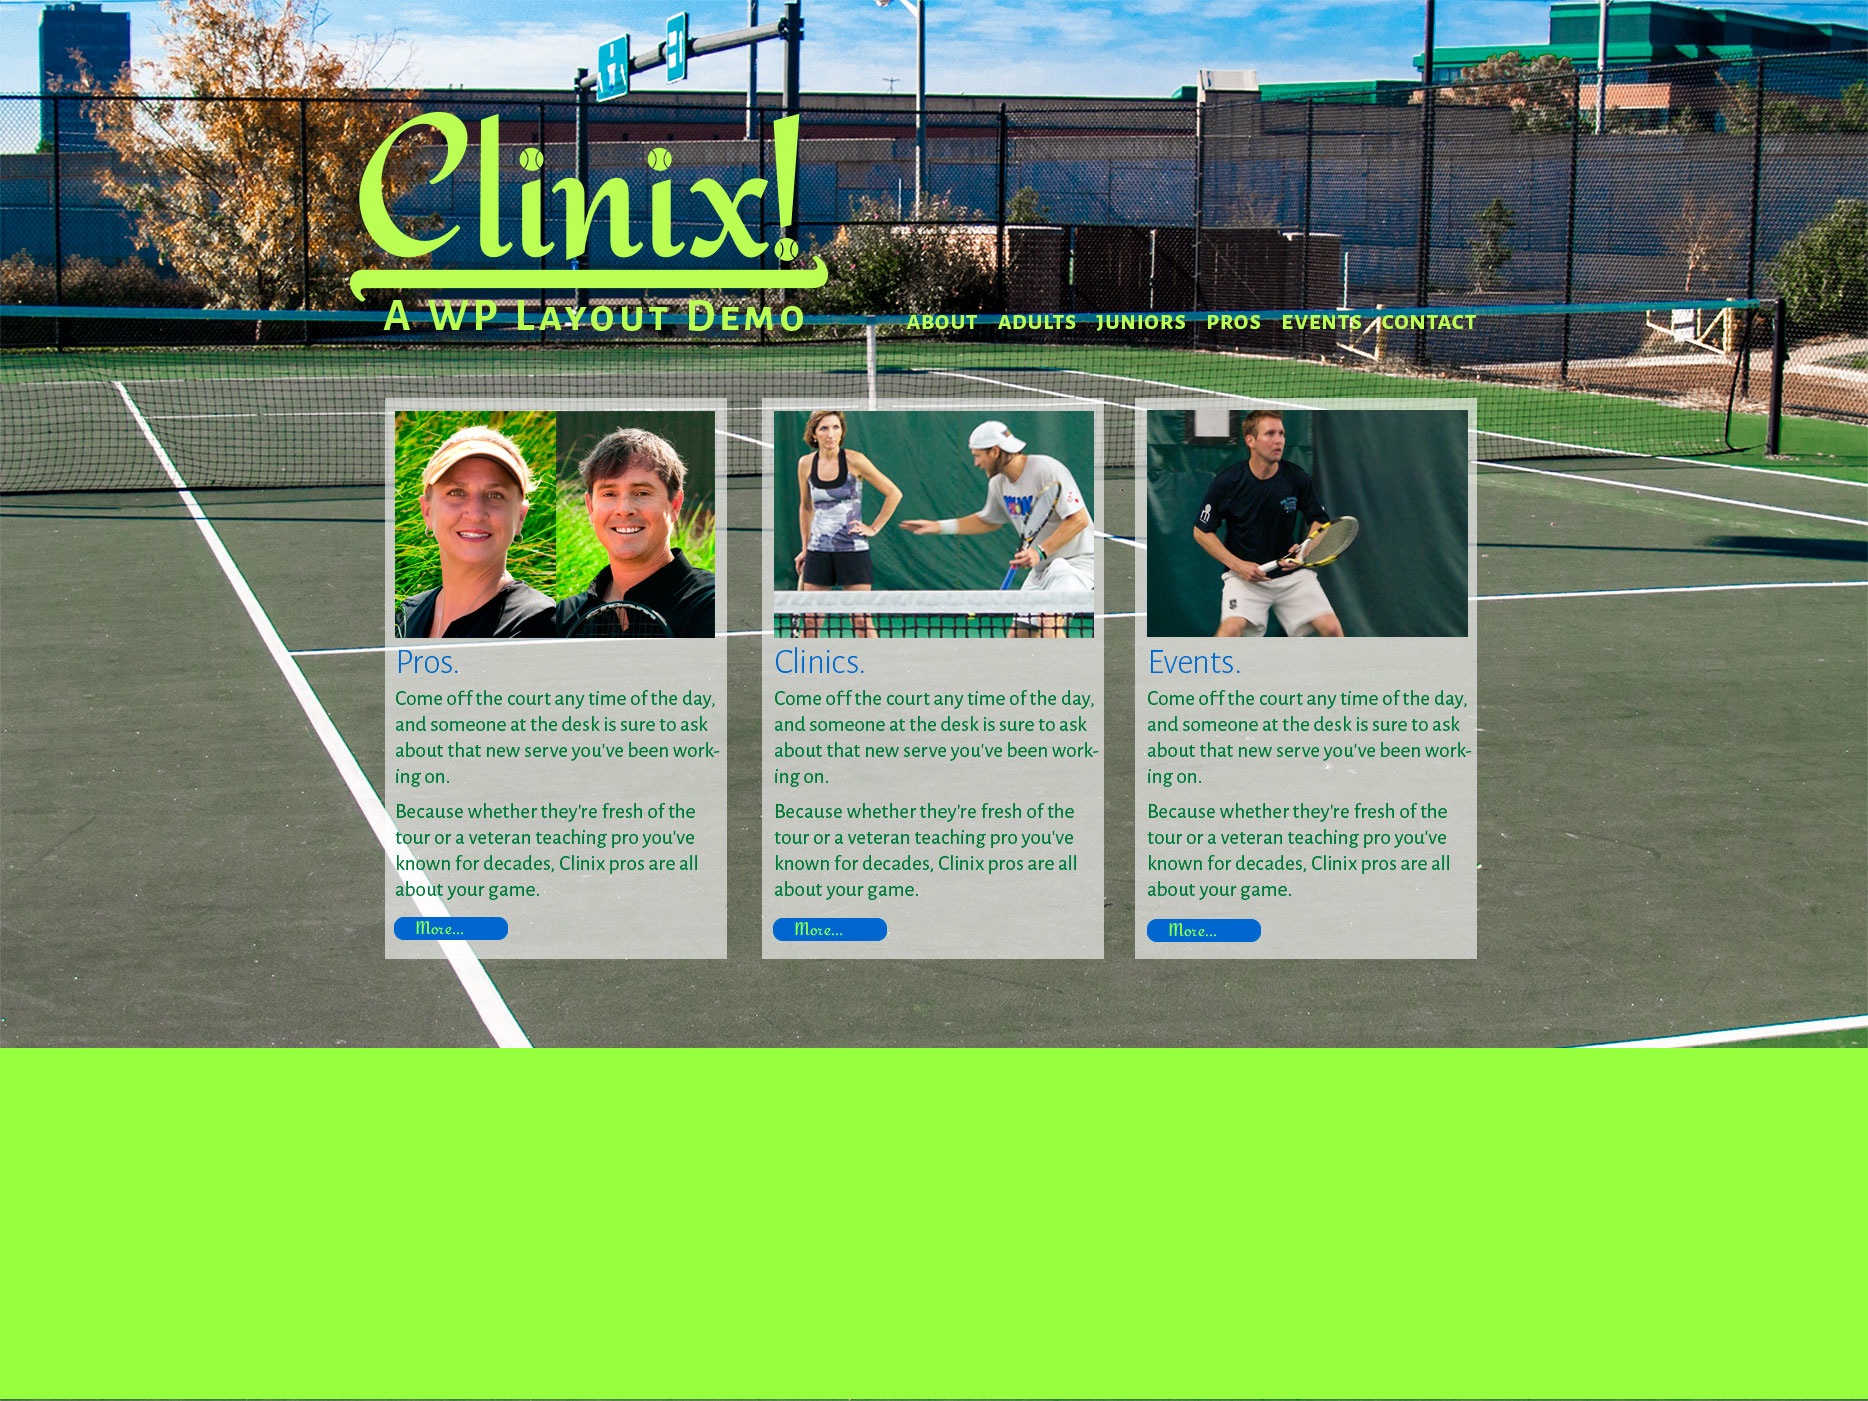 Clinix!
A WP Layout Demo
ABOUT ADULTS JUNIORS PROS EVENTS CONTACT
Pros.
Come off the court any time of the day,
and someone at the desk is sure to ask
about that new serve you've been work-
ing on.
Because whether they're fresh of the
tour or a veteran teaching pro you've
known for decades, Clinix pros are all
about your game.
More...
Clinics.
Come off the court any time of the day,
and someone at the desk is sure to ask
about that new serve you've been work-
ing on.
Because whether they're fresh of the
tour or a veteran teaching pro you've
known for decades, Clinix pros are all
about your game.
More...
Events.
Come off the court any time of the day,
and someone at the desk is sure to ask
about that new serve you've been work-
ing on.
Because whether they're fresh of the
tour or a veteran teaching pro you've
known for decades, Clinix pros are all
about your game.
More...